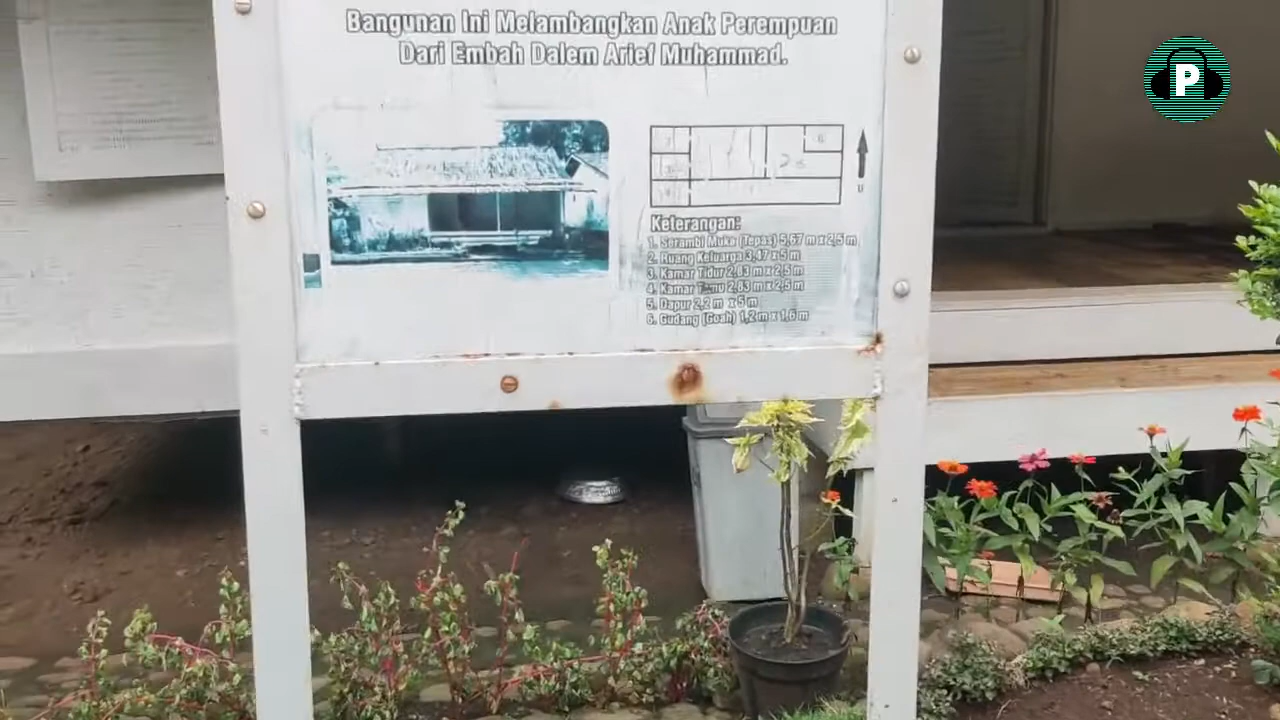 Bangunan Ini Melambangkan Anak Perempuan
Dari Embah Dalem Arief Muhammad.
P
U
Keterangan:
1. Serambi Muka (Tepas) 5,67 m x 2,5 m
2. Ruang Keluarga 3,47 x 5 m
3. Kamar Tidur 2,83 m x 2,5 m
4. Kamar Tamu 2,83 m x 2,5 m
5. Dapur 2,2 m x 5 m
6. Gudang (Goah) 1,2 m x 1,5 m